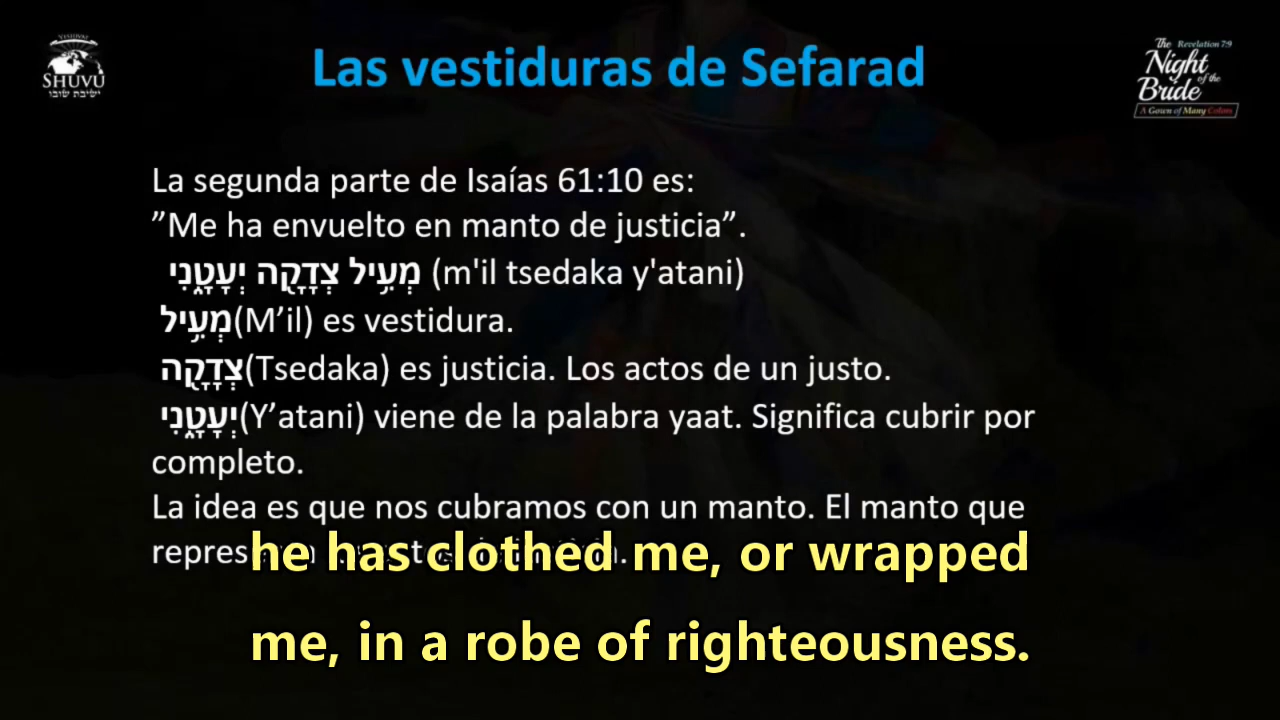 Las vestiduras de Sefarad
YESHIVAT
SHUVU
ישיבת שובו
The Revelation 7:9
Night
of the
Bride
A Gown of Many Colors
La segunda parte de Isaías 61:10 es:
”Me ha envuelto en manto de justicia”.
מְעִ֥יל צְדָקָ֖ה יְעָטָ֑נִי (m'il tsedaka y'atani)
מְעִ֥יל(M’il) es vestidura.
צְדָקָ֖ה(Tsedaka) es justicia. Los actos de un justo.
יְעָטָ֑נִי(Y’atani) viene de la palabra yaat. Significa cubrir por
completo.
La idea es que nos cubramos con un manto. El manto que
he has clothed me, or wrapped
me, in a robe of righteousness.